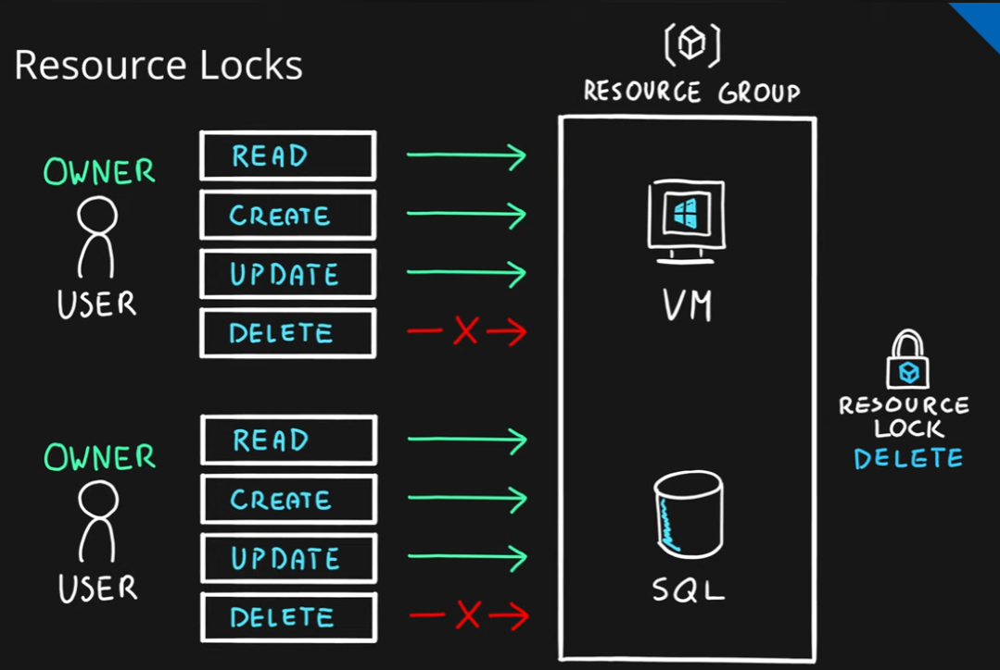 Resource Locks
RESOURCE GROUP
OWNER
USER
READ
CREATE
UPDATE
DELETE
X
VM
OWNER
USER
READ
CREATE
UPDATE
DELETE
X
SQL
RESOURCE
LOCK
DELETE